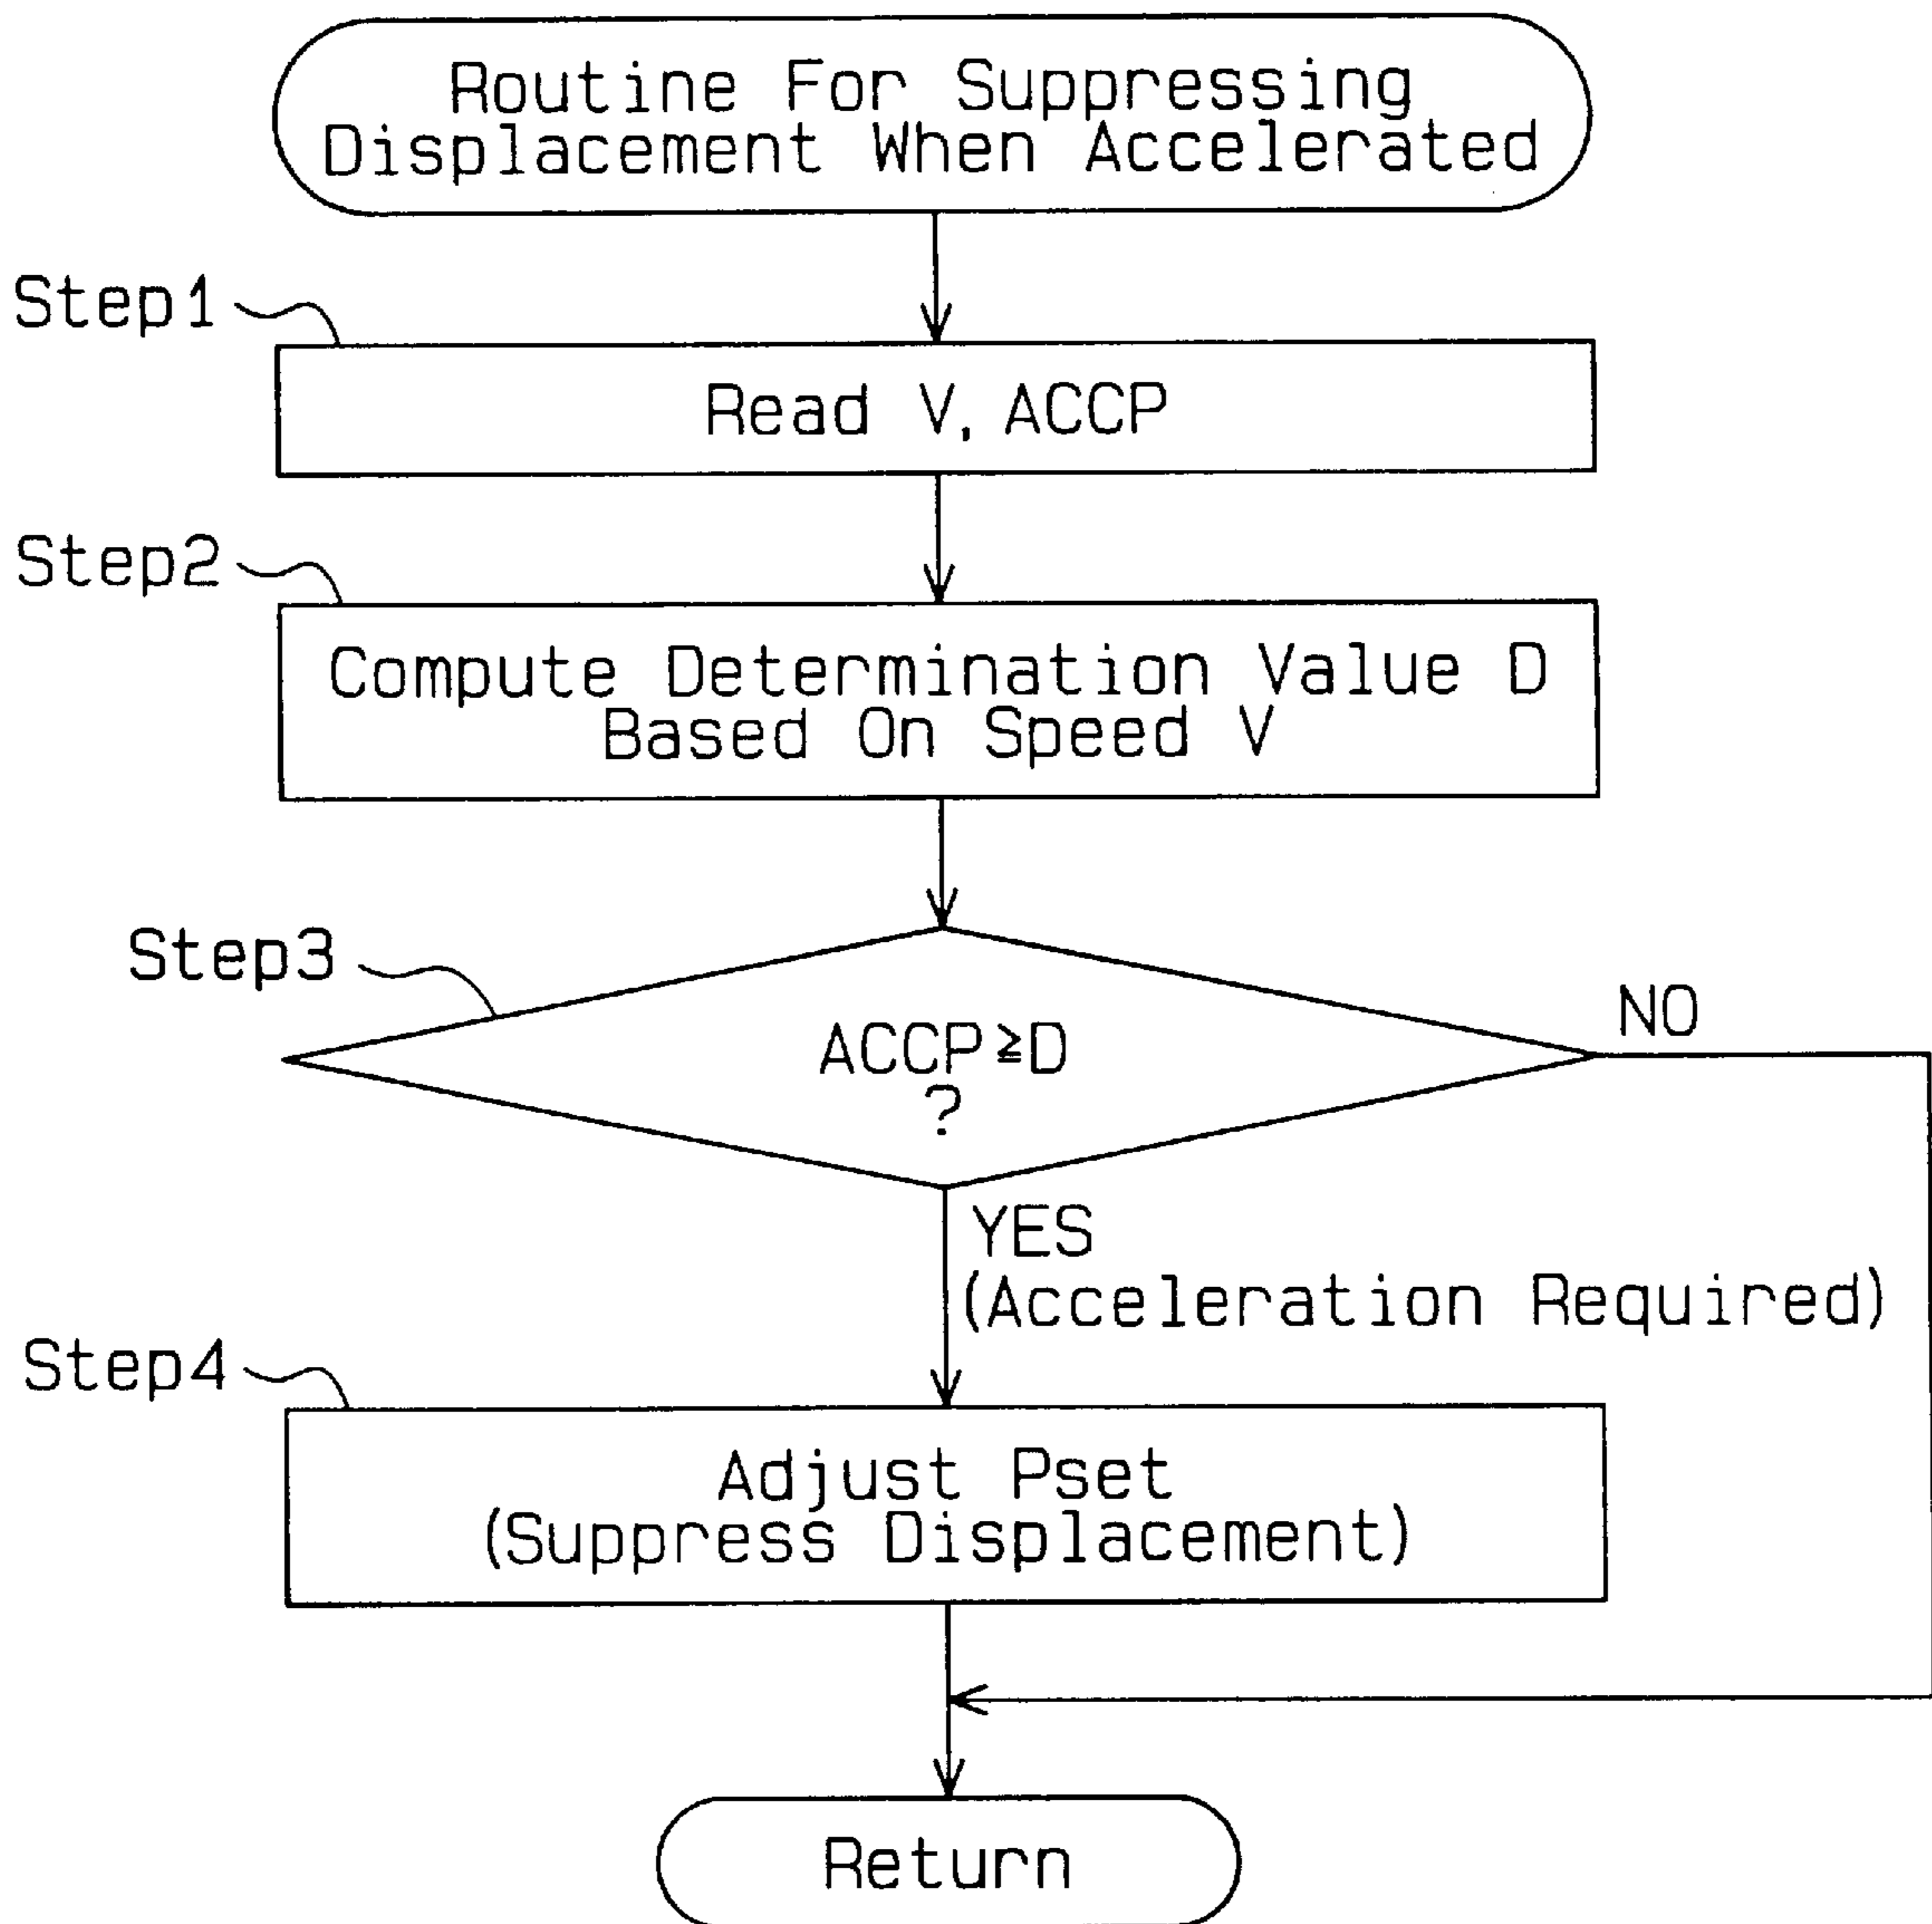 Routine For Suppressing
Displacement When Accelerated
Step1
Read V, ACCP
Step2
Compute Determination Value D
Based On Speed V
Step3
ACCP≧D
?
NO
YES
(Acceleration Required)
Step4
Adjust Pset
(Suppress Displacement)
Return